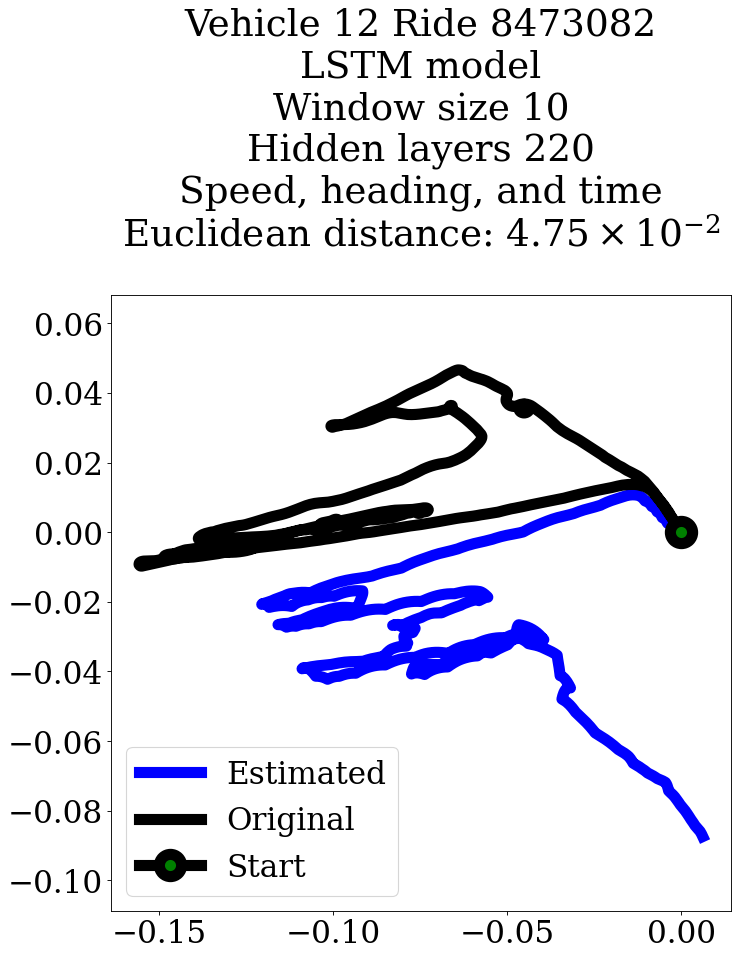 Vehicle 12 Ride 8473082
LSTM model
Window size 10
Hidden layers 220
Speed, heading, and time
Euclidean distance: 4.75 × 10⁻²
0.06
0.04
0.02
0.00
−0.02
−0.04
−0.06
−0.08
−0.10
Estimated
Original
Start
−0.15 −0.10 −0.05 0.00